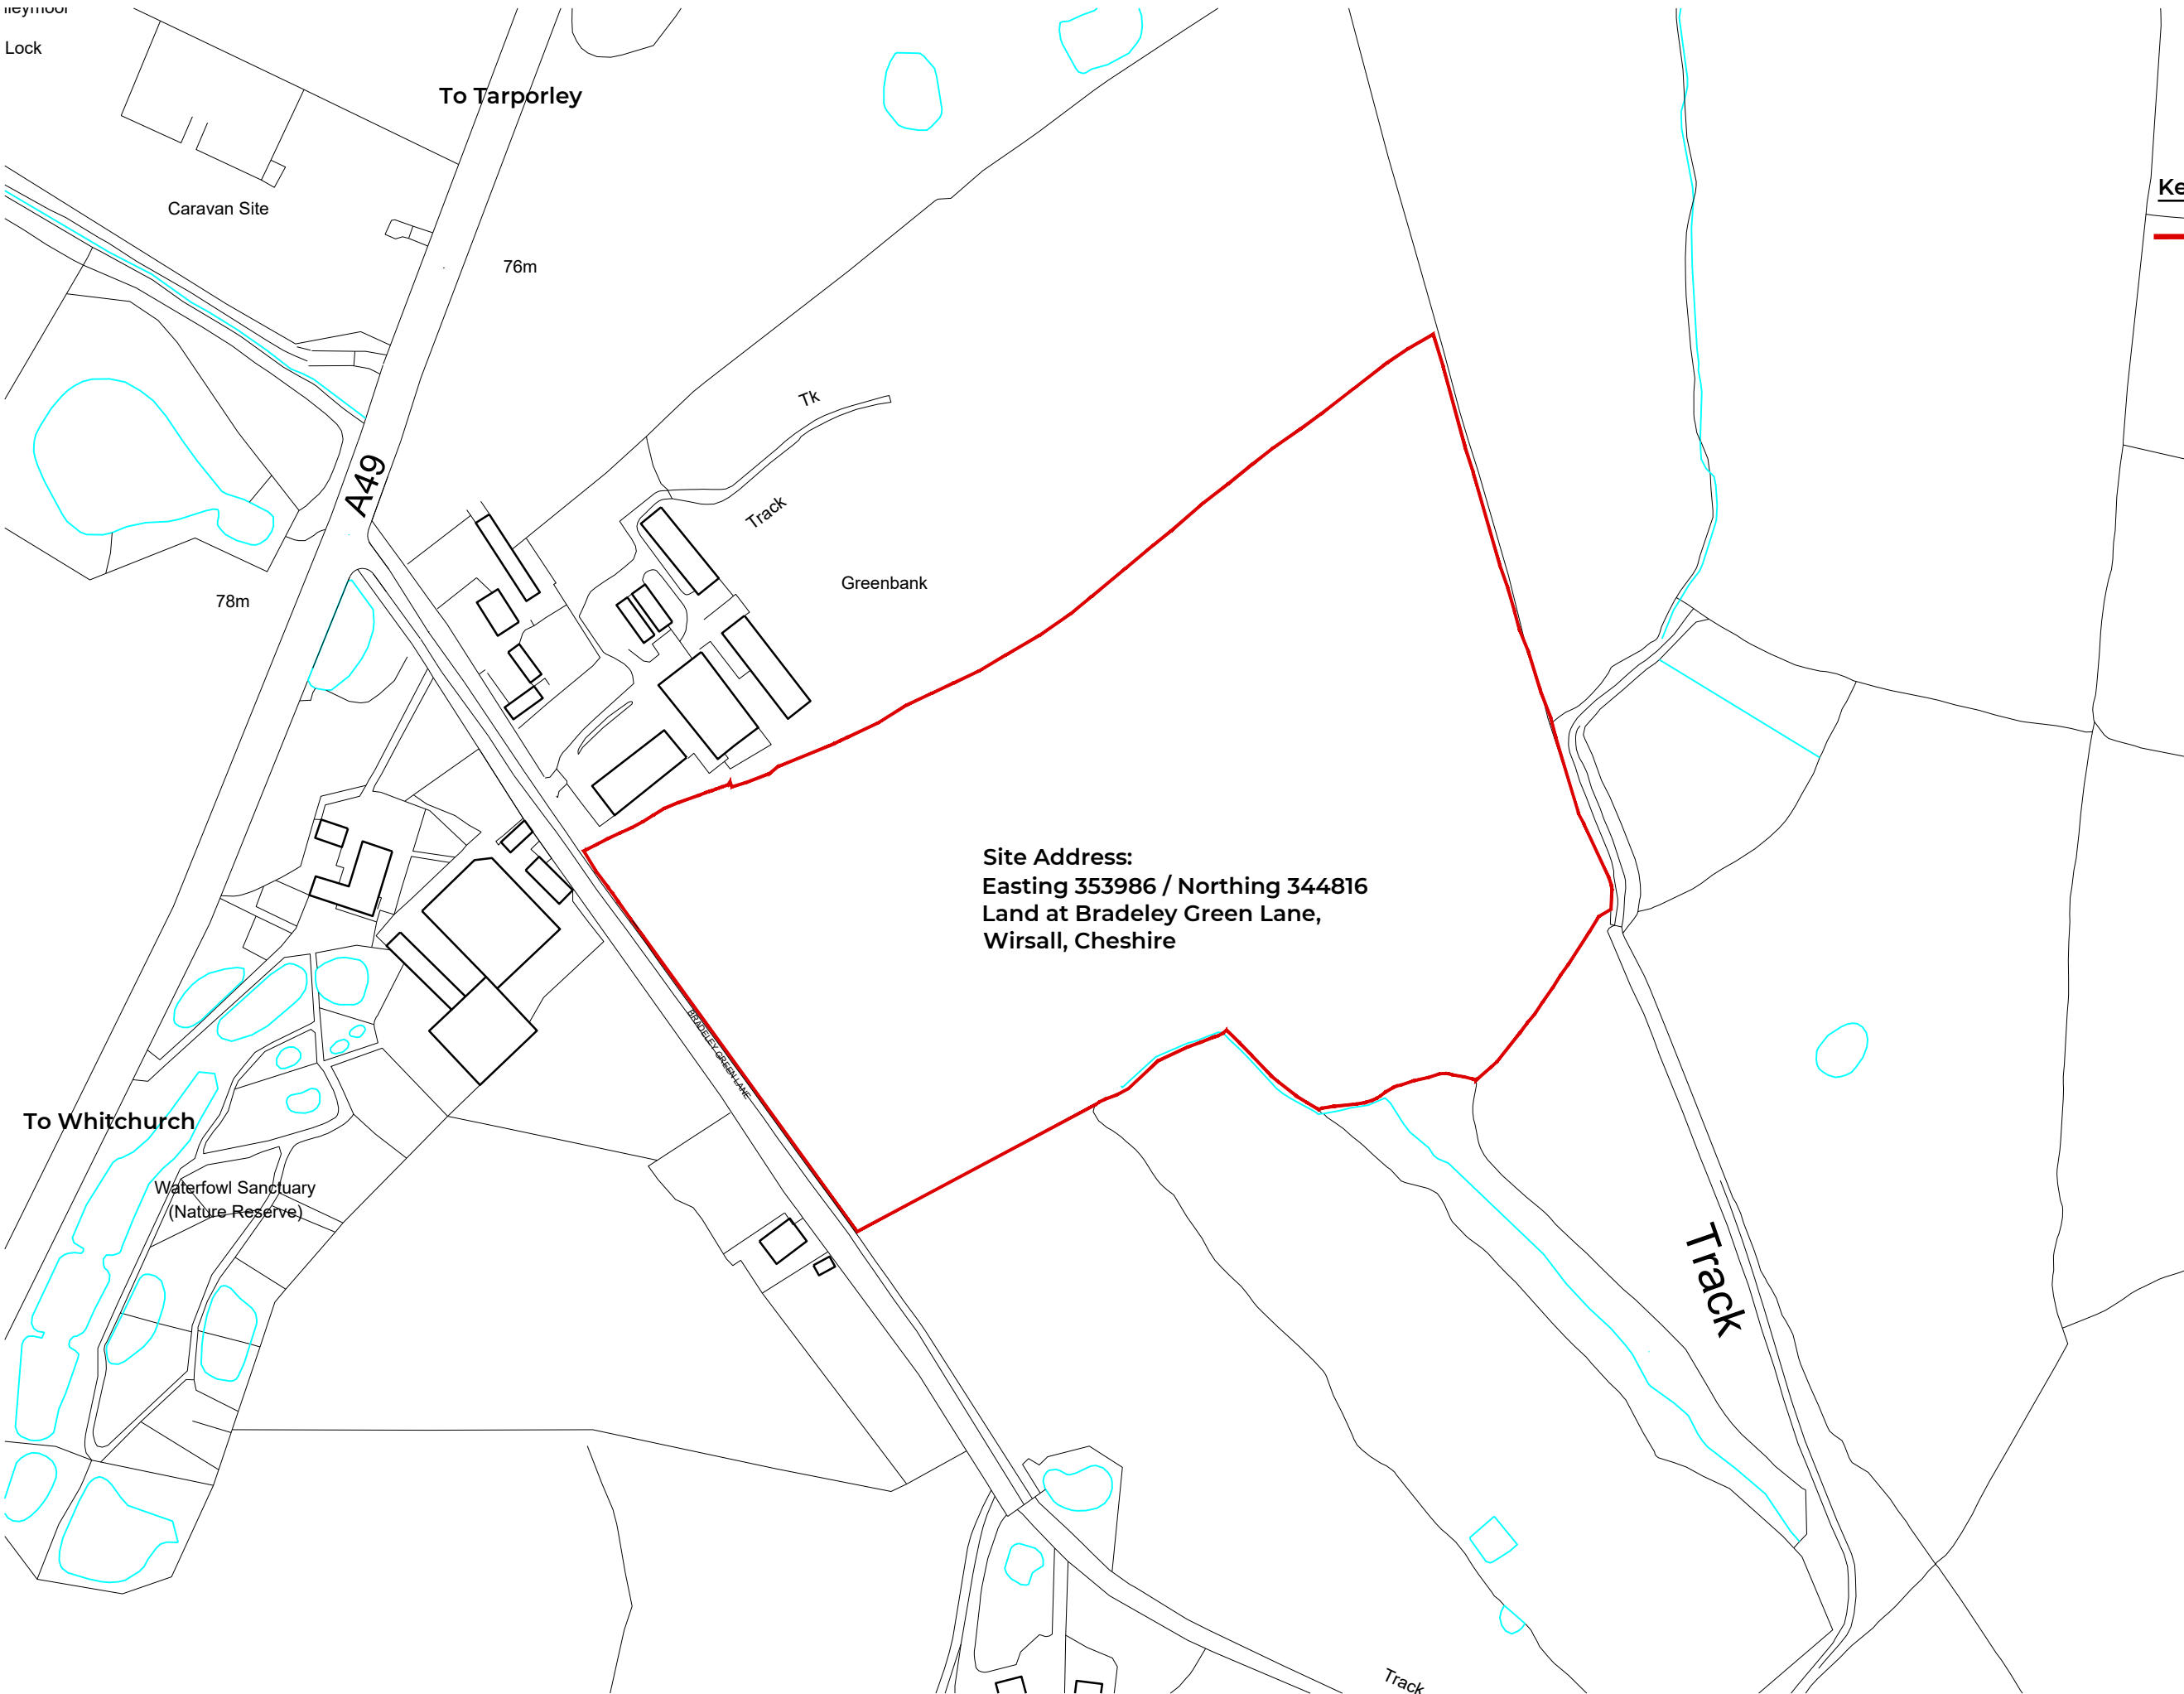 Lock
To Tarporley
Ke
Caravan Site
76m
Tk
A49
Track
Greenbank
78m
Site Address:
Easting 353986 / Northing 344816
Land at Bradeley Green Lane,
Wirsall, Cheshire
BRADELEY GREEN LANE
To Whitchurch
Waterfowl Sanctuary
(Nature Reserve)
Track
Track